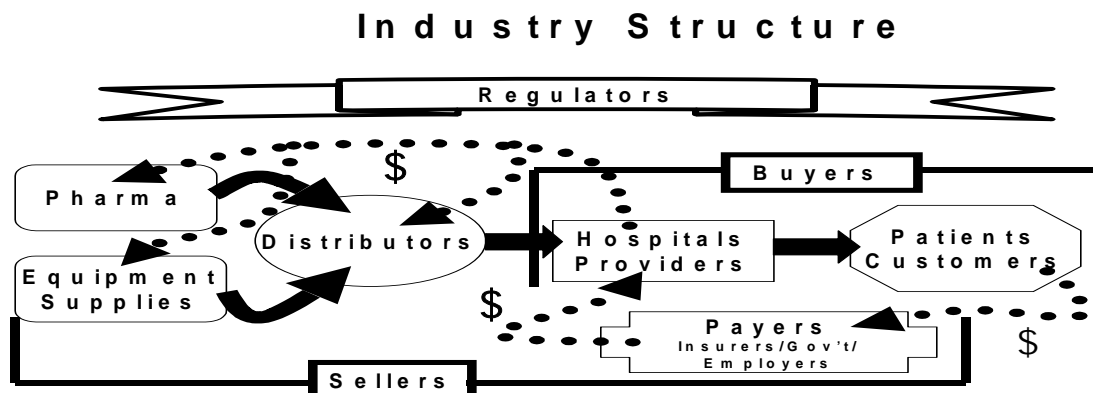 Industry Structure
Regulators
$
Buyers
Pharma
Distributors
Hospitals
Providers
Patients
Customers
Equipment
Supplies
$
Payers
Insurers/Gov't/
Employers
$
Sellers